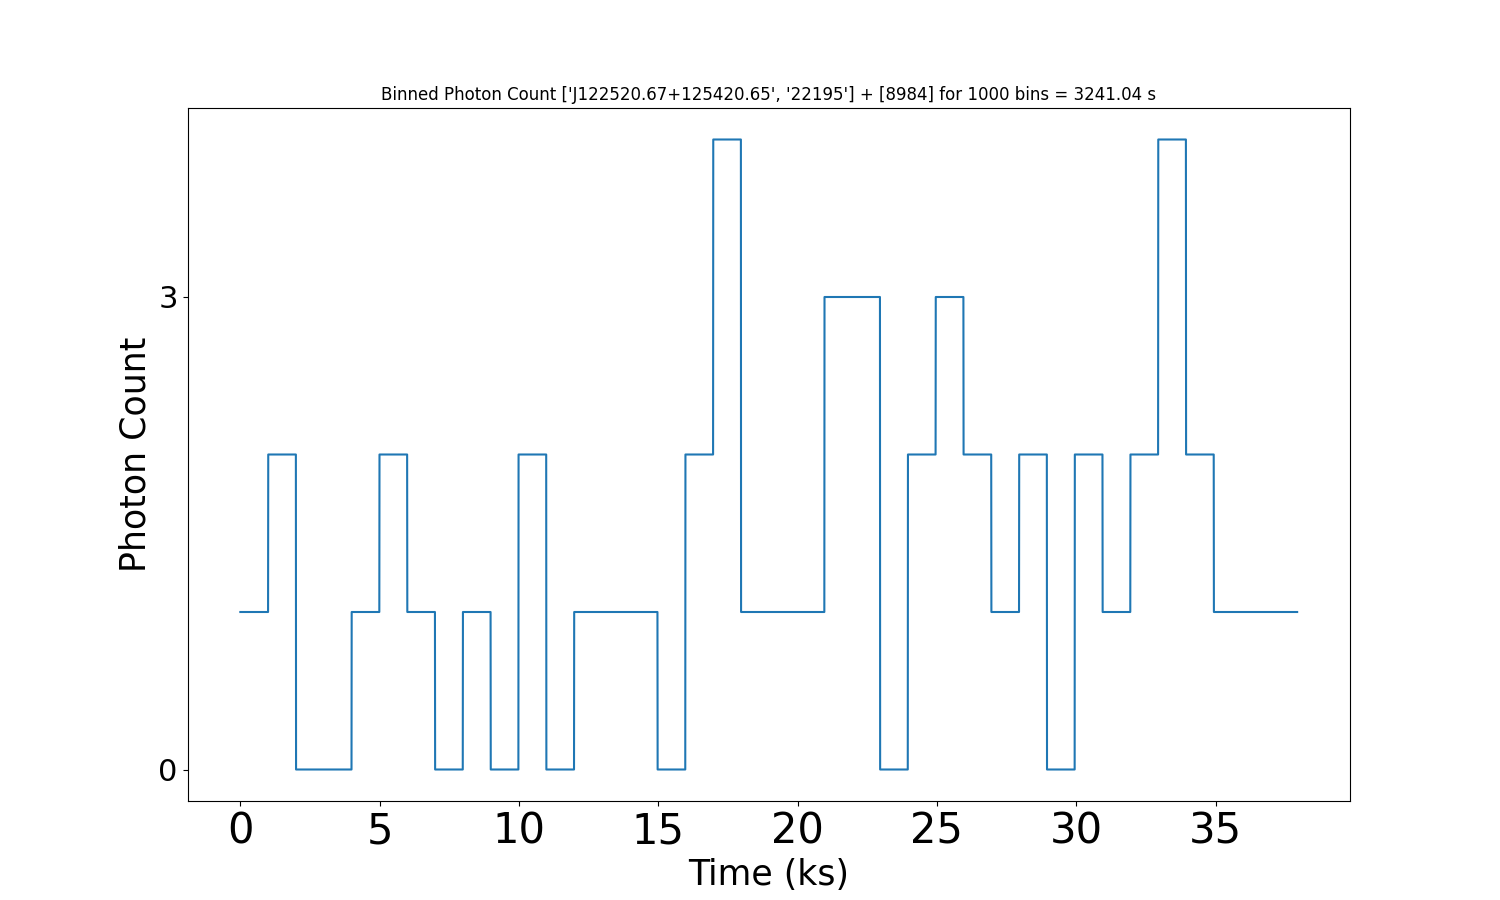 Binned Photon Count ['J122520.67+125420.65', '22195'] + [8984] for 1000 bins = 3241.04 s
Photon Count
3
0
0 5 10 15 20 25 30 35
Time (ks)